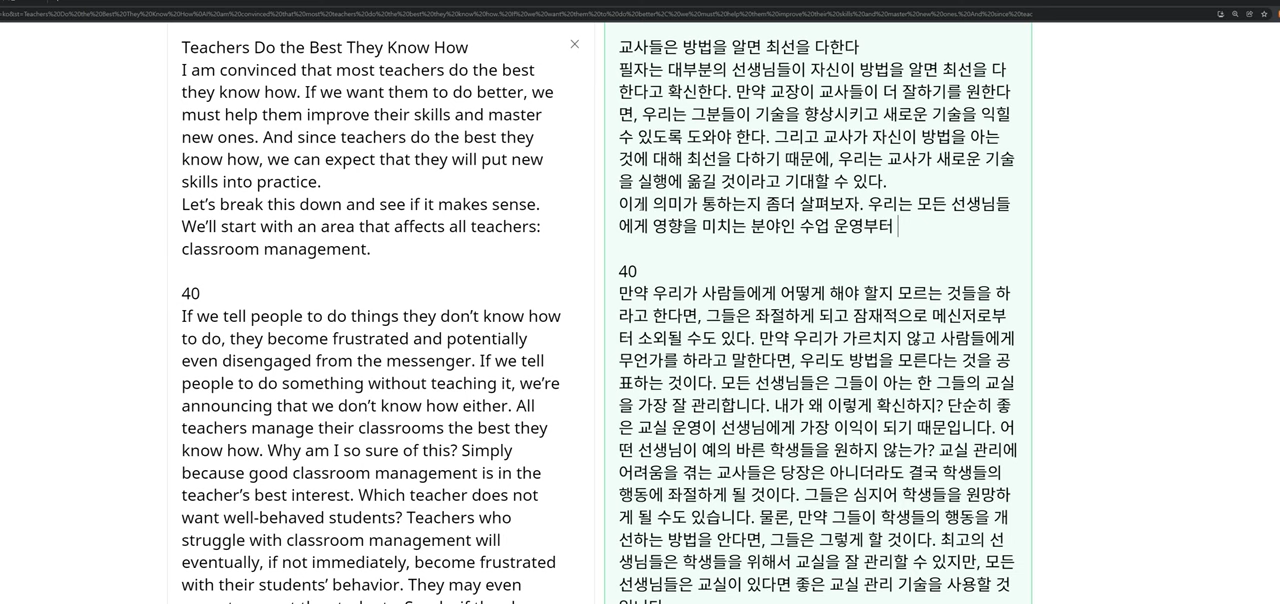 Teachers Do the Best They Know How
I am convinced that most teachers do the best
they know how. If we want them to do better, we
must help them improve their skills and master
new ones. And since teachers do the best they
know how, we can expect that they will put new
skills into practice.
Let's break this down and see if it makes sense.
We'll start with an area that affects all teachers:
classroom management.
40
If we tell people to do things they don't know how
to do, they become frustrated and potentially
even disengaged from the messenger. If we tell
people to do something without teaching it, we're
announcing that we don't know how either. All
teachers manage their classrooms the best they
know how. Why am I so sure of this? Simply
because good classroom management is in the
teacher's best interest. Which teacher does not
want well-behaved students? Teachers who
struggle with classroom management will
eventually, if not immediately, become frustrated
with their students' behavior. They may even
교사들은 방법을 알면 최선을 다한다
필자는 대부분의 선생님들이 자신이 방법을 알면 최선을 다
한다고 확신한다. 만약 교장이 교사들이 더 잘하기를 원한다
면, 우리는 그분들이 기술을 향상시키고 새로운 기술을 익힐
수 있도록 도와야 한다. 그리고 교사가 자신이 방법을 아는
것에 대해 최선을 다하기 때문에, 우리는 교사가 새로운 기술
을 실행에 옮길 것이라고 기대할 수 있다.
이게 의미가 통하는지 좀더 살펴보자. 우리는 모든 선생님들
에게 영향을 미치는 분야인 수업 운영부터
40
만약 우리가 사람들에게 어떻게 해야 할지 모르는 것들을 하
라고 한다면, 그들은 좌절하게 되고 잠재적으로 메신저로부
터 소외될 수도 있다. 만약 우리가 가르치지 않고 사람들에게
무언가를 하라고 말한다면, 우리도 방법을 모른다는 것을 공
표하는 것이다. 모든 선생님들은 그들이 아는 한 그들의 교실
을 가장 잘 관리합니다. 내가 왜 이렇게 확신하지? 단순히 좋
은 교실 운영이 선생님에게 가장 이익이 되기 때문입니다. 어
떤 선생님이 예의 바른 학생들을 원하지 않는가? 교실 관리에
어려움을 겪는 교사들은 당장은 아니더라도 결국 학생들의
행동에 좌절하게 될 것이다. 그들은 심지어 학생들을 원망하
게 될 수도 있습니다. 물론, 만약 그들이 학생들의 행동을 개
선하는 방법을 안다면, 그들은 그렇게 할 것이다. 최고의 선
생님들은 학생들을 위해서 교실을 잘 관리할 수 있지만, 모든
선생님들은 교실이 있다면 좋은 교실 관리 기술을 사용할 것